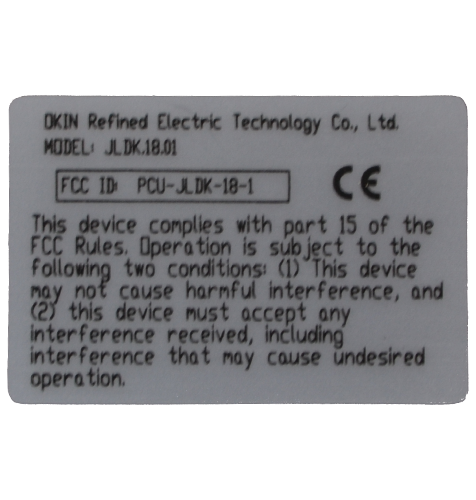 OKIN Refined Electric Technology Co., Ltd.
MODEL: JLDK.18.01
FCC ID: PCU-JLDK-18-1 CE
This device complies with part 15 of the
FCC Rules. Operation is subject to the
following two conditions: (1) This device
may not cause harmful interference, and
(2) this device must accept any
interference received, including
interference that may cause undesired
operation.